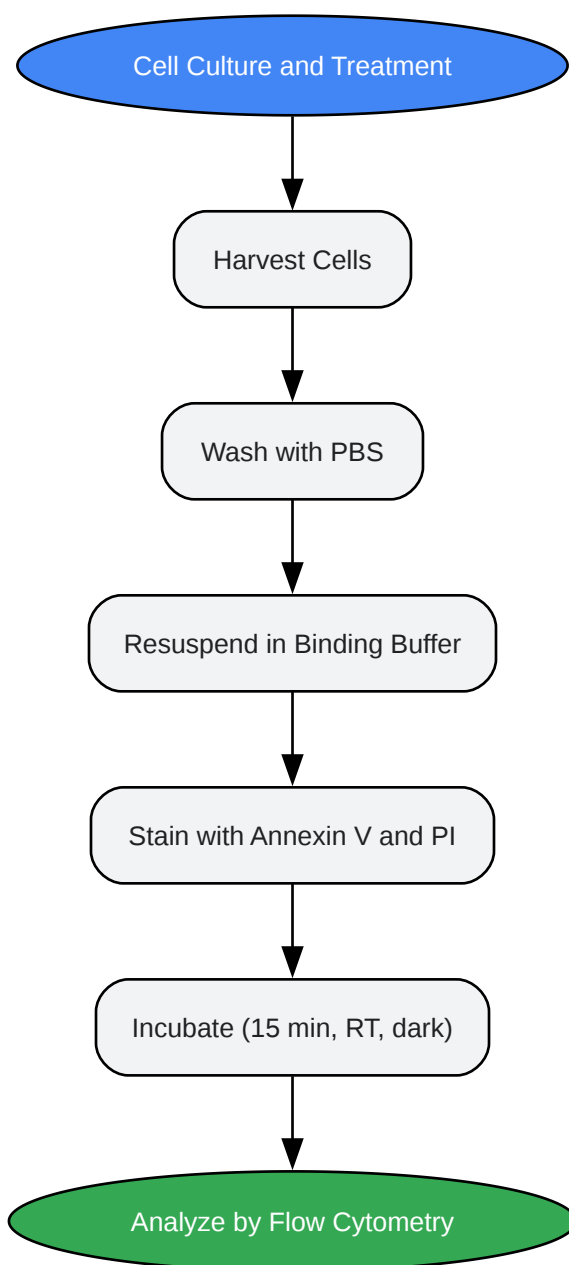 Cell Culture and Treatment
Harvest Cells
Wash with PBS
Resuspend in Binding Buffer
Stain with Annexin V and PI
Incubate (15 min, RT, dark)
Analyze by Flow Cytometry